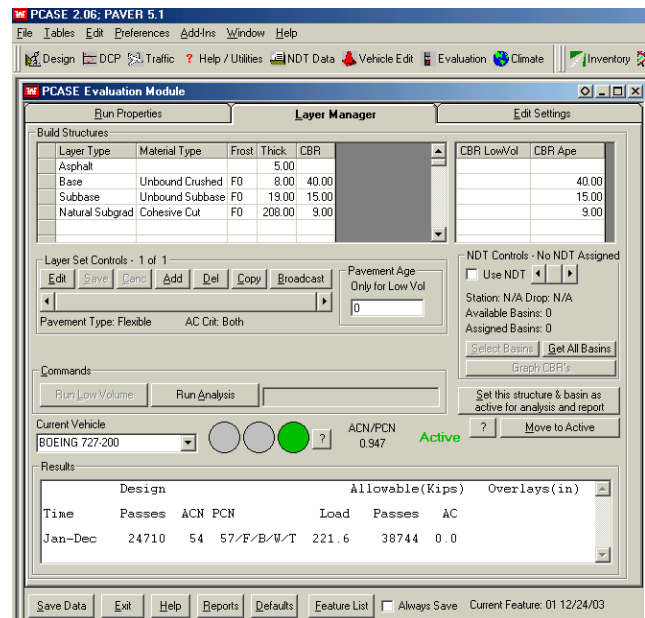 PCASE 2.06; PAVER 5.1
File Tables Edit Preferences Add-Ins Window Help
Design DCP Traffic ? Help / Utilities NDT Data Vehicle Edit Evaluation Climate Inventory
PCASE Evaluation Module
Run Properties Layer Manager Edit Settings
Build Structures
Layer Type Material Type Frost Thick CBR CBR LowVol CBR Ape
Asphalt 5.00
Base Unbound Crushed F0 8.00 40.00 40.00
Subbase Unbound Subbase F0 19.00 15.00 15.00
Natural Subgrad Cohesive Cut F0 208.00 9.00 9.00
Layer Set Controls - 1 of 1
Edit Save Canc Add Del Copy Broadcast
Pavement Type: Flexible AC Crit: Both
Pavement Age
Only for Low Vol
0
NDT Controls - No NDT Assigned
Use NDT
Station: N/A Drop: N/A
Available Basins: 0
Assigned Basins: 0
Select Basins Get All Basins
Graph CBR's
Commands
Run Low Volume Run Analysis
Set this structure & basin as
active for analysis and report
Current Vehicle
BOEING 727-200
?
ACN/PCN
0.947
Active
? Move to Active
Results
Design Allowable(Kips) Overlays(in)
Time Passes ACN PCN Load Passes AC
Jan-Dec 24710 54 57/F/B/W/T 221.6 38744 0.0
Save Data Exit Help Reports Defaults Feature List Always Save Current Feature: 01 12/24/03